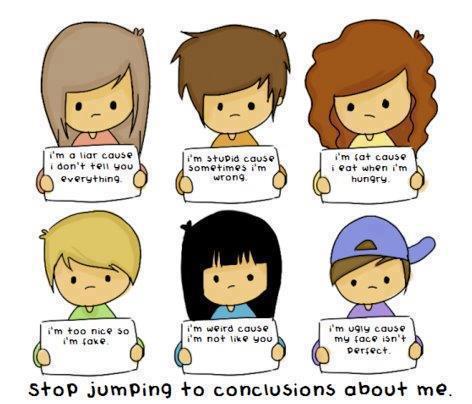 i'm a liar cause
i don't tell you
everything.
i'm stupid cause
sometimes i'm
wrong.
i'm fat cause
i eat when i'm
hungry.
i'm too nice so
i'm fake.
i'm weird cause
i'm not like you
i'm ugly cause
my face isn't
perfect.
Stop jumping to conclusions about me.